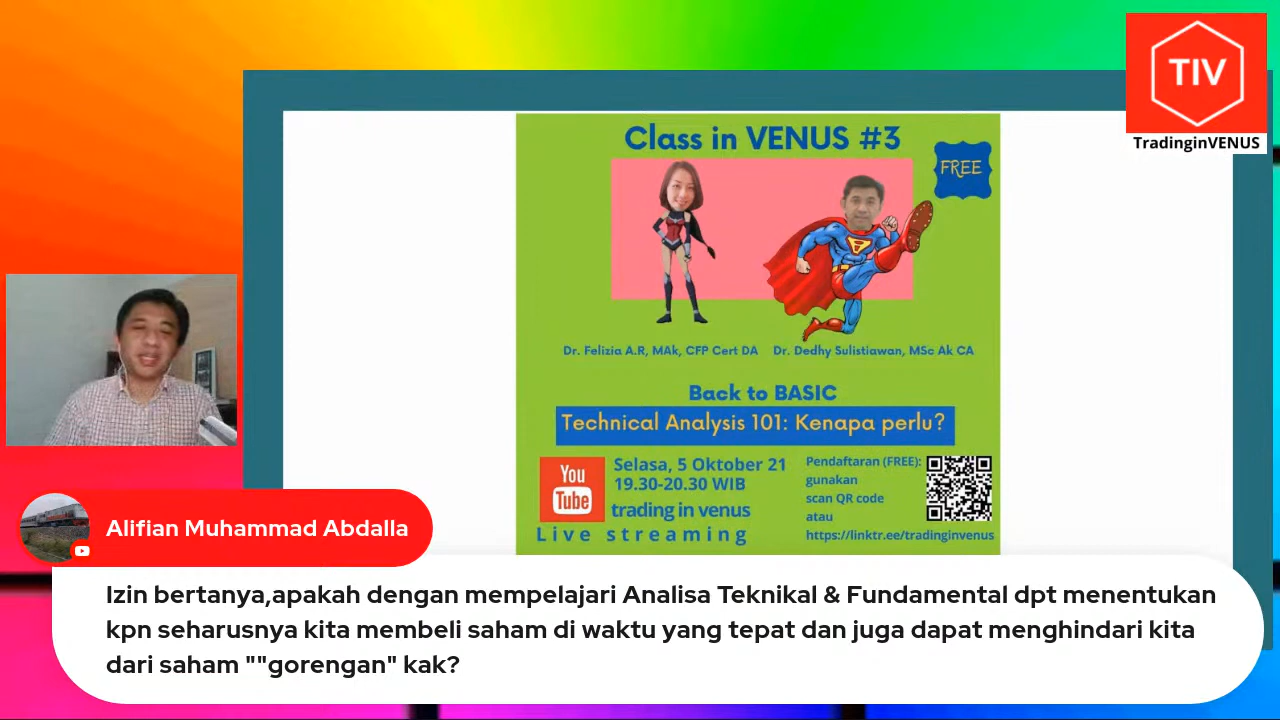 TIV
TradinginVENUS
Class in VENUS #3
FREE
Dr. Felizia A.R, MAk, CFP Cert DA
Dr. Dedhy Sulistiawan, MSc Ak CA
Back to BASIC
Technical Analysis 101: Kenapa perlu?
You
Tube
Selasa, 5 Oktober 21
19.30-20.30 WIB
trading in venus
Live streaming
Pendaftaran (FREE):
gunakan
scan QR code
atau
https://linktr.ee/tradinginvenus
Alifian Muhammad Abdalla
Izin bertanya,apakah dengan mempelajari Analisa Teknikal & Fundamental dpt menentukan
kpn seharusnya kita membeli saham di waktu yang tepat dan juga dapat menghindari kita
dari saham ""gorengan" kak?